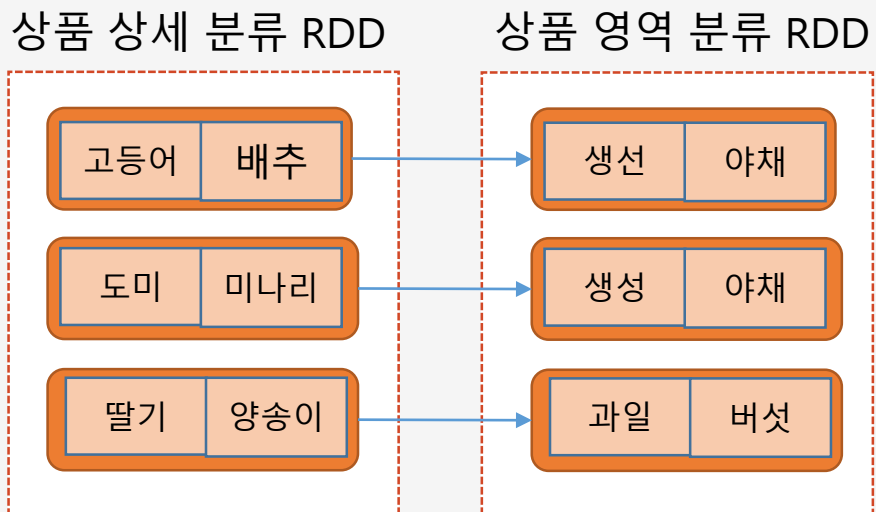 상품 상세 분류 RDD 상품 영역 분류 RDD
고등어 배추 생선 야채
도미 미나리 생성 야채
딸기 양송이 과일 버섯